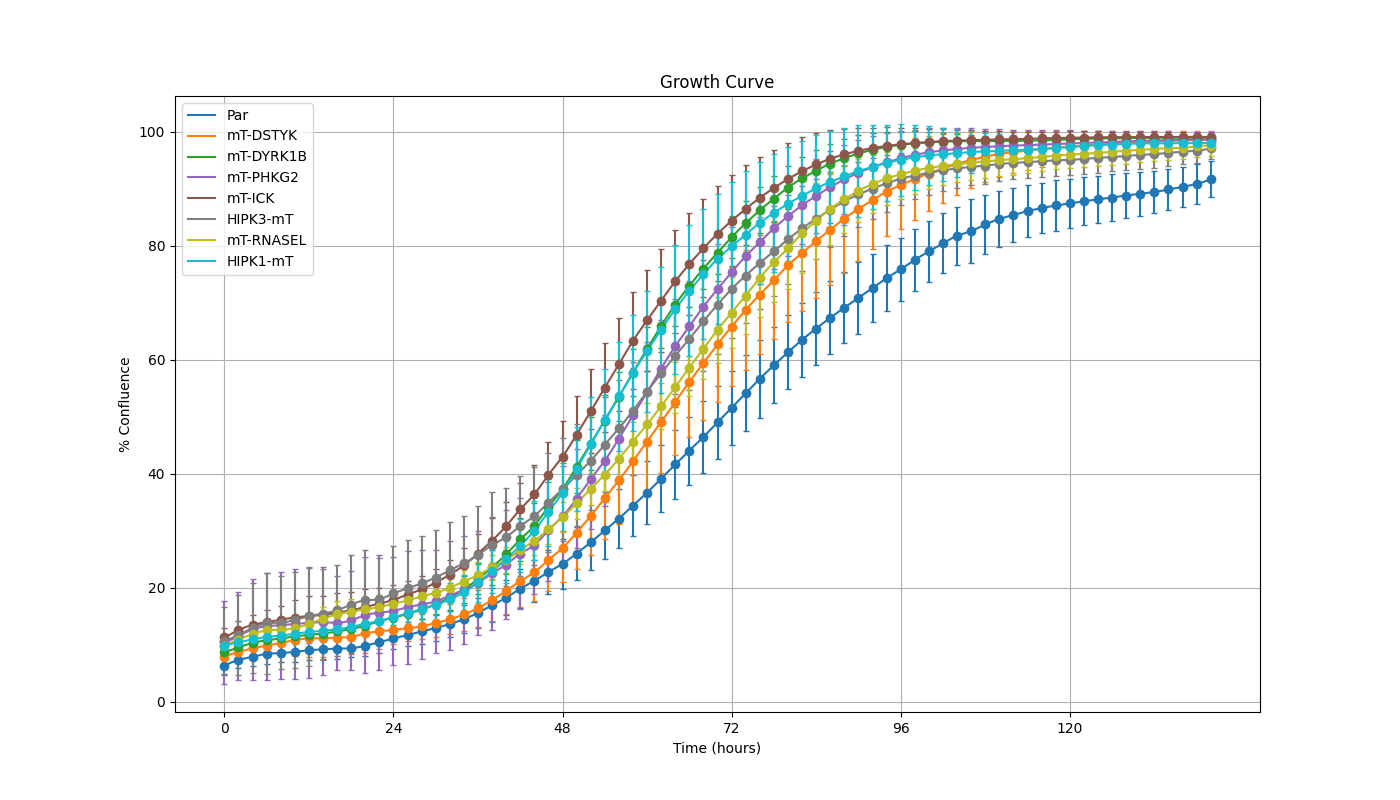 Growth Curve
Par
mT-DSTYK
mT-DYRK1B
mT-PHKG2
mT-ICK
HIPK3-mT
mT-RNASEL
HIPK1-mT
% Confluence
100
80
60
40
20
0
0 24 48 72 96 120
Time (hours)